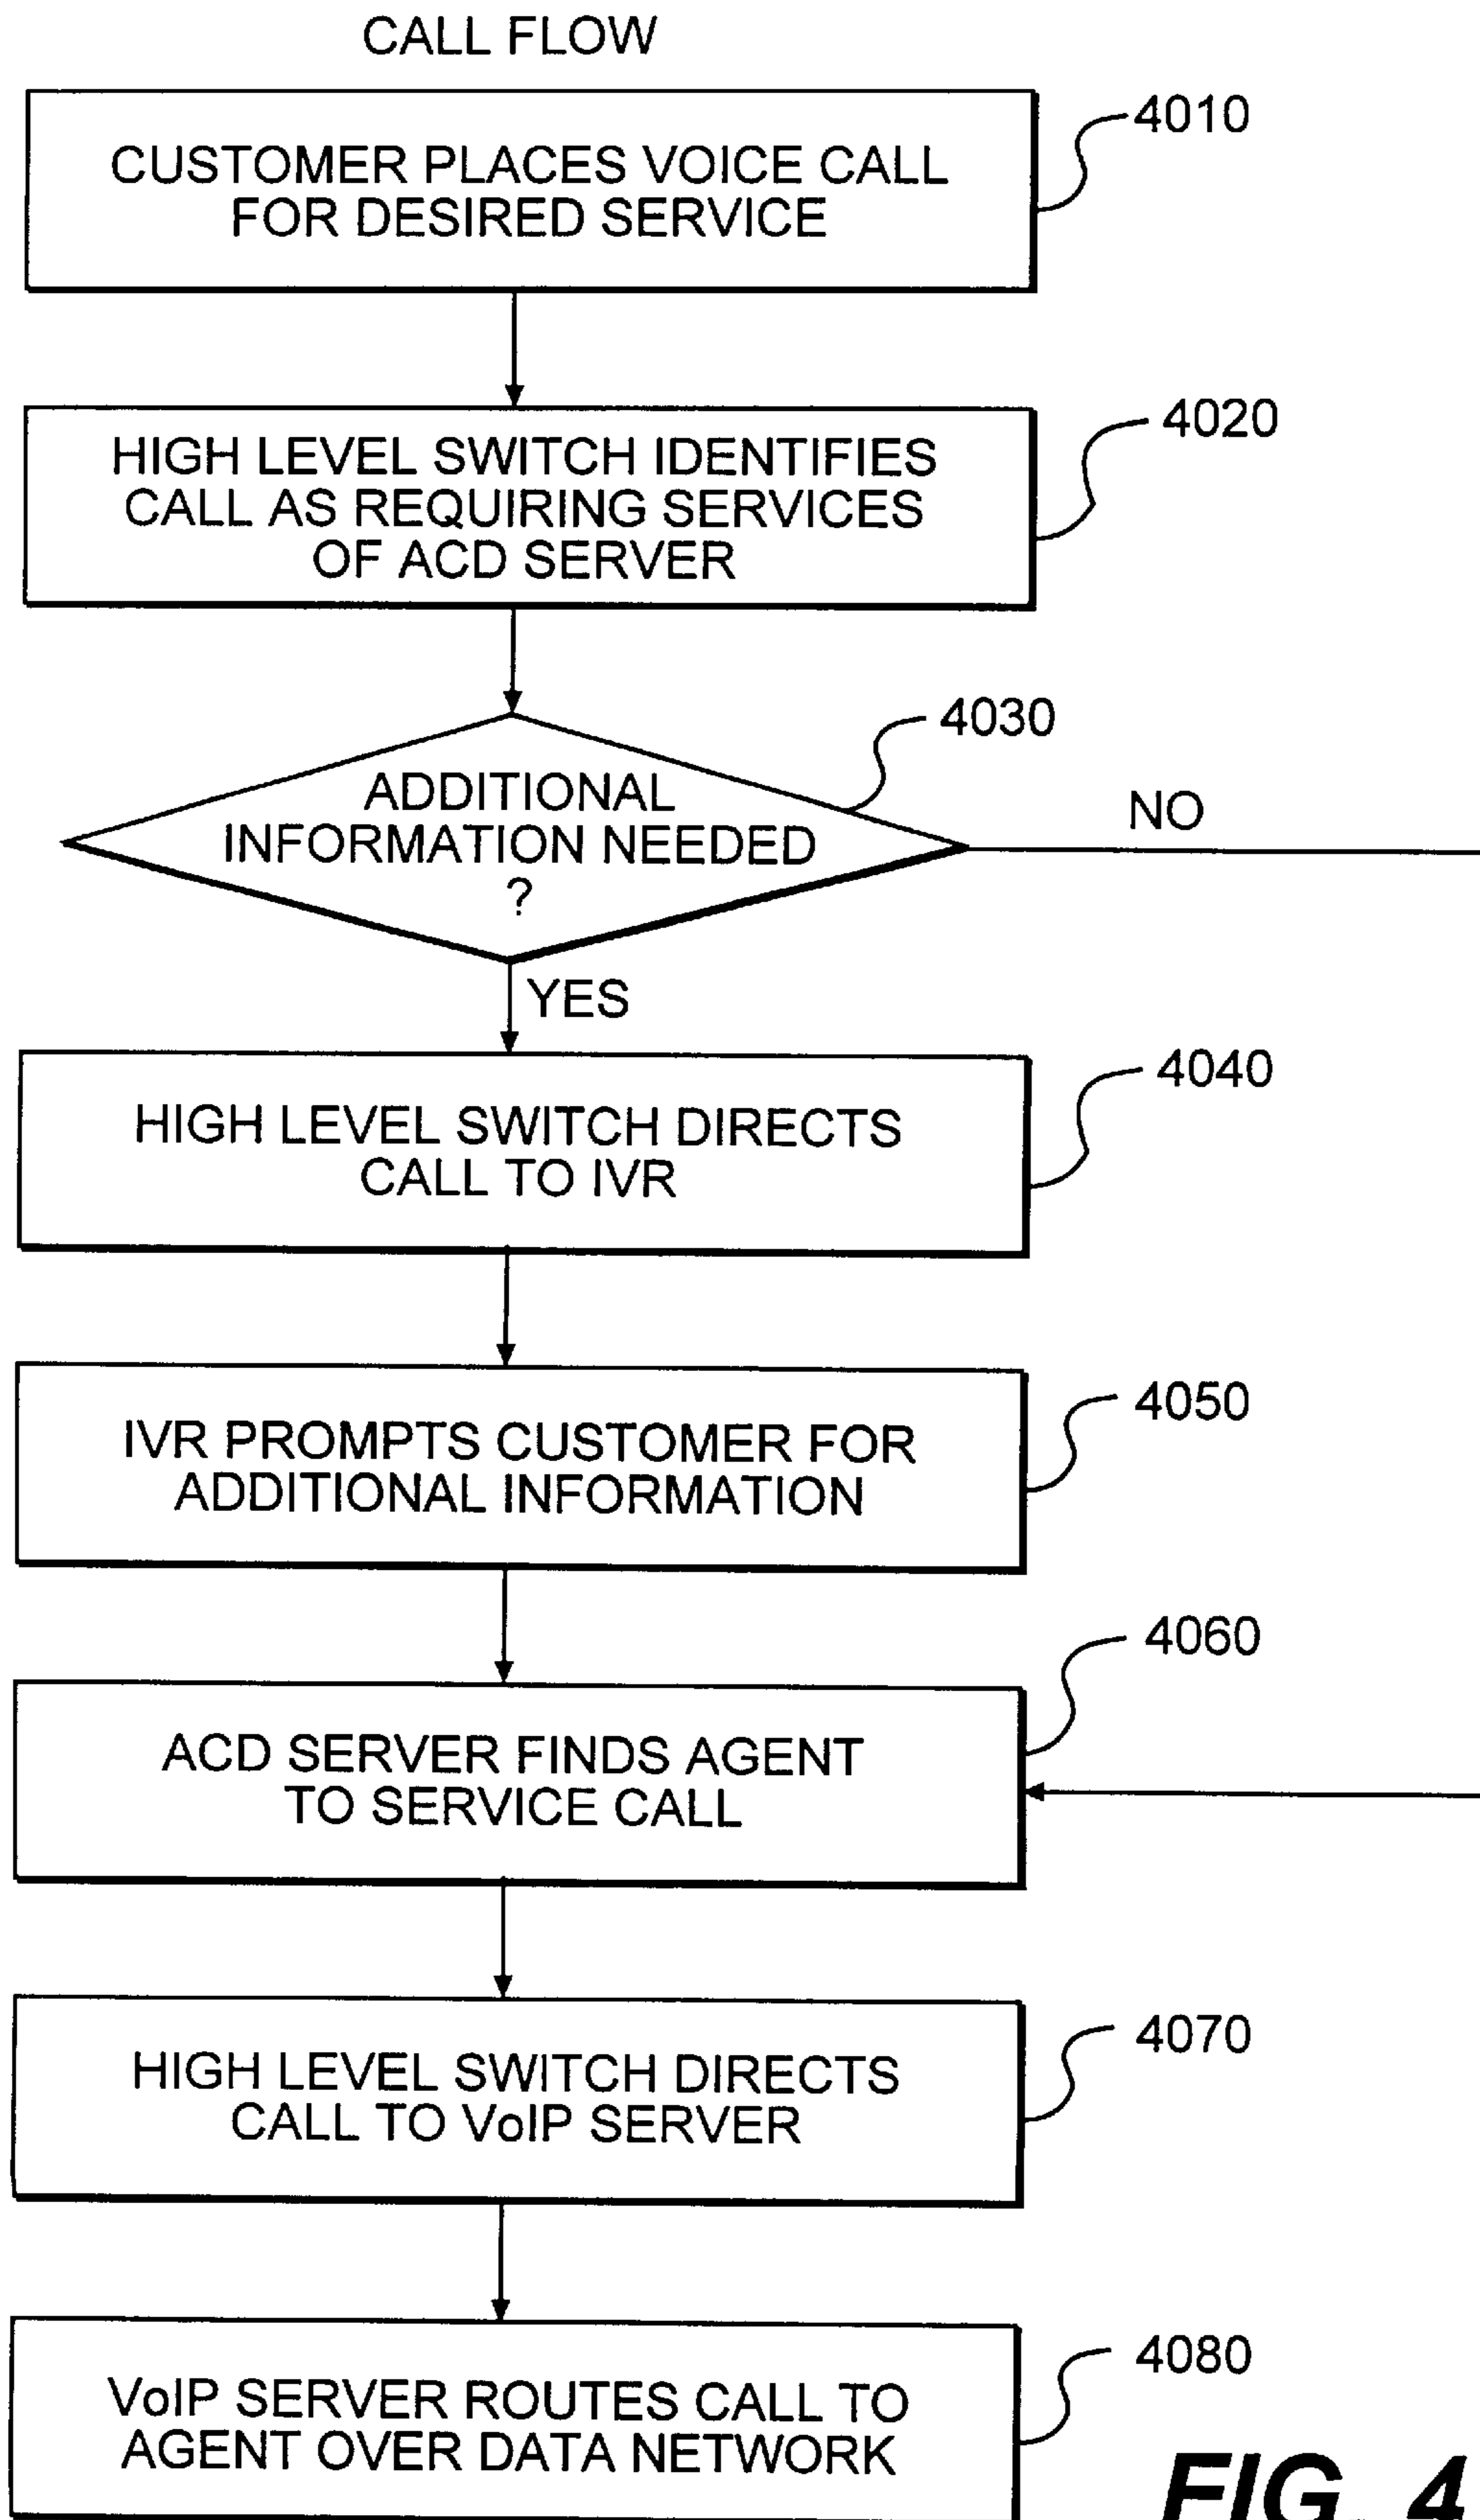 CALL FLOW
CUSTOMER PLACES VOICE CALL
FOR DESIRED SERVICE
4010
HIGH LEVEL SWITCH IDENTIFIES
CALL AS REQUIRING SERVICES
OF ACD SERVER
4020
ADDITIONAL
INFORMATION NEEDED
?
4030
NO
YES
HIGH LEVEL SWITCH DIRECTS
CALL TO IVR
4040
IVR PROMPTS CUSTOMER FOR
ADDITIONAL INFORMATION
4050
ACD SERVER FINDS AGENT
TO SERVICE CALL
4060
HIGH LEVEL SWITCH DIRECTS
CALL TO VoIP SERVER
4070
VoIP SERVER ROUTES CALL TO
AGENT OVER DATA NETWORK
4080
FIG. 4